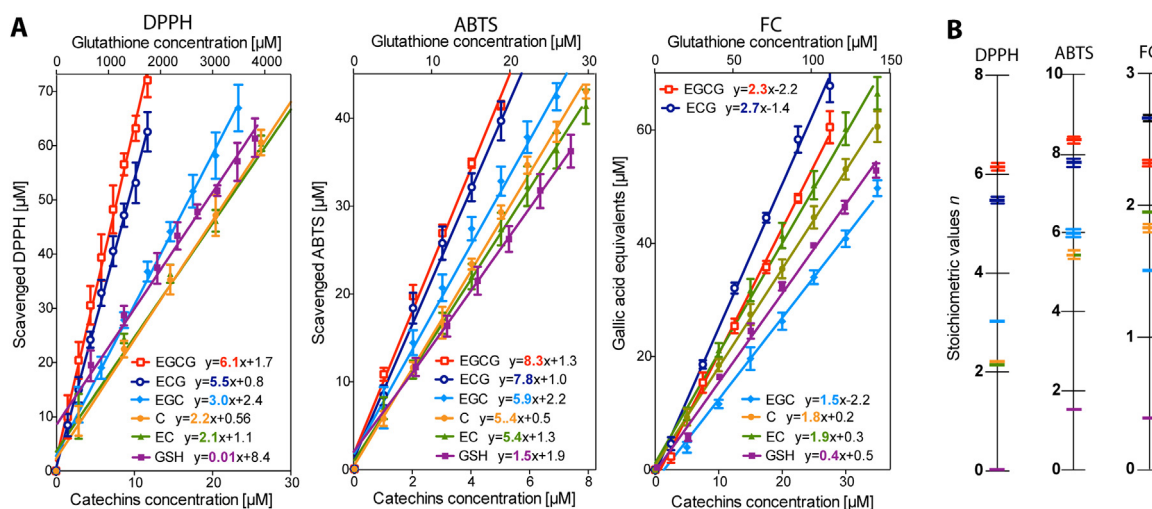 A
DPPH
Glutathione concentration [µM]
0 1000 2000 3000 4000
Scavenged DPPH [µM]
70
60
50
40
30
20
10
0
EGCG y=6.1x+1.7
ECG y=5.5x+0.8
EGC y=3.0x+2.4
C y=2.2x+0.56
EC y=2.1x+1.1
GSH y=0.01x+8.4
0 10 20 30
Catechins concentration [µM]
ABTS
Glutathione concentration [µM]
0 10 20 30
Scavenged ABTS [µM]
40
30
20
10
0
EGCG y=8.3x+1.3
ECG y=7.8x+1.0
EGC y=5.9x+2.2
C y=5..4x+0.5
EC y=5.4x+1.3
GSH y=1.5x+1.9
0 2 4 6 8
Catechins concentration [µM]
FC
Glutathione concentration [µM]
0 50 100 150
Gallic acid equivalents [µM]
60
40
20
0
EGCG y=2.3x-2.2
ECG y=2.7x-1.4
EGC y=1.5x-2.2
C y=1.8x+0.2
EC y=1.9x+0.3
GSH y=0.4x+0.5
0 10 20 30
Catechins concentration [µM]
B
Stoichiometric values n
DPPH
8
6
4
2
0
ABTS
10
8
6
4
2
0
FC
3
2
1
0